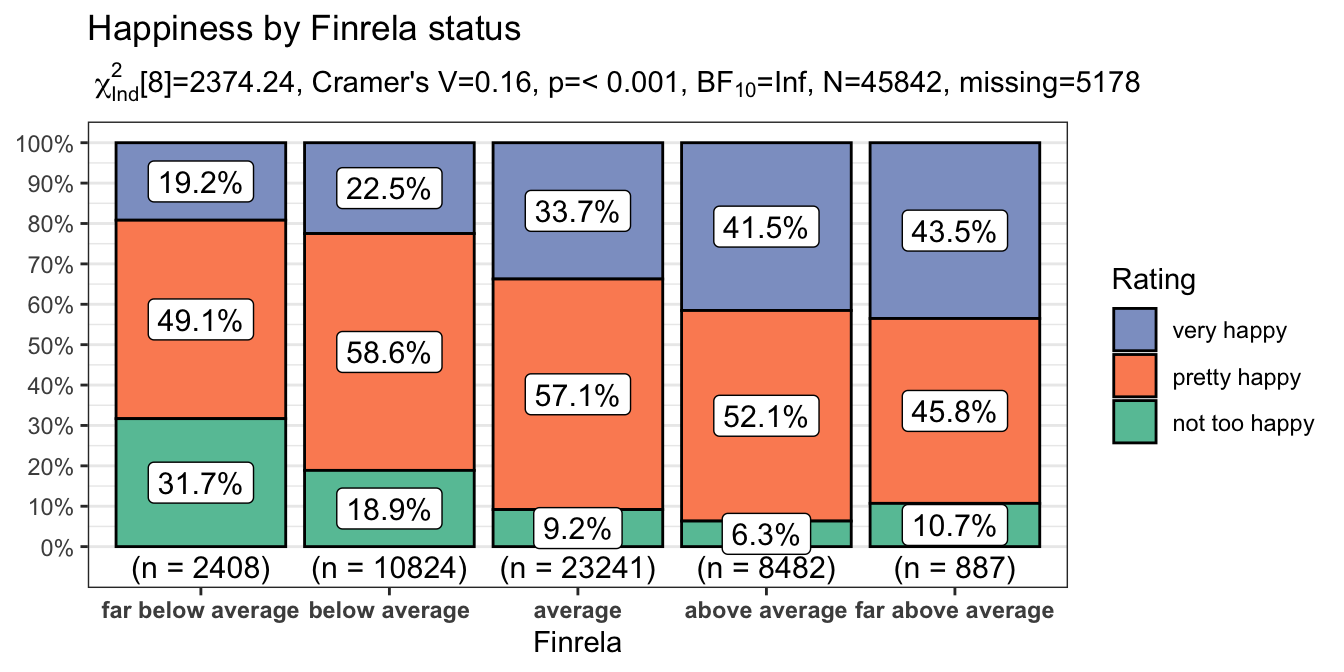 Happiness by Finrela status
χ²Ind[8]=2374.24, Cramer's V=0.16, p=< 0.001, BF₁₀=Inf, N=45842, missing=5178
100%
90%
80%
70%
60%
50%
40%
30%
20%
10%
0%
19.2% 22.5% 33.7% 41.5% 43.5%
49.1% 58.6% 57.1% 52.1% 45.8%
31.7% 18.9% 9.2% 6.3% 10.7%
(n = 2408) (n = 10824) (n = 23241) (n = 8482) (n = 887)
far below average below average average above average far above average
Finrela
Rating
very happy
pretty happy
not too happy